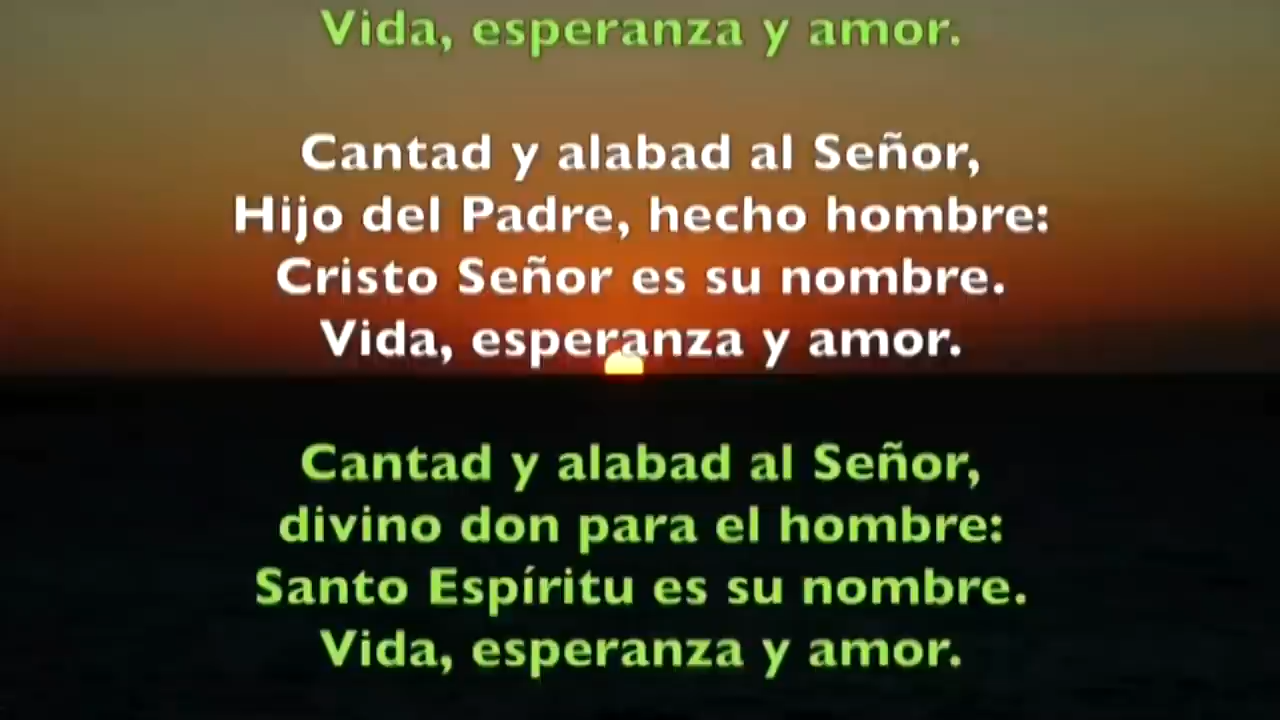 Vida, esperanza y amor.
Cantad y alabad al Señor,
Hijo del Padre, hecho hombre:
Cristo Señor es su nombre.
Vida, esperanza y amor.
Cantad y alabad al Señor,
divino don para el hombre:
Santo Espíritu es su nombre.
Vida, esperanza y amor.